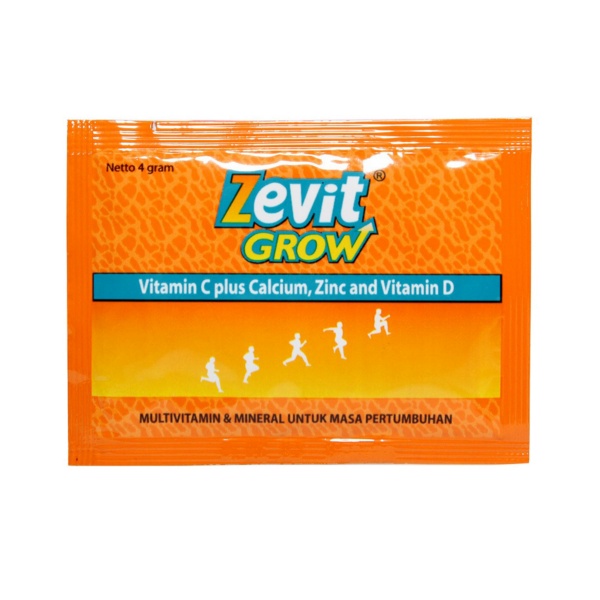 Netto 4 gram
Zevit®
GROW
Vitamin C plus Calcium, Zinc and Vitamin D
MULTIVITAMIN & MINERAL UNTUK MASA PERTUMBUHAN